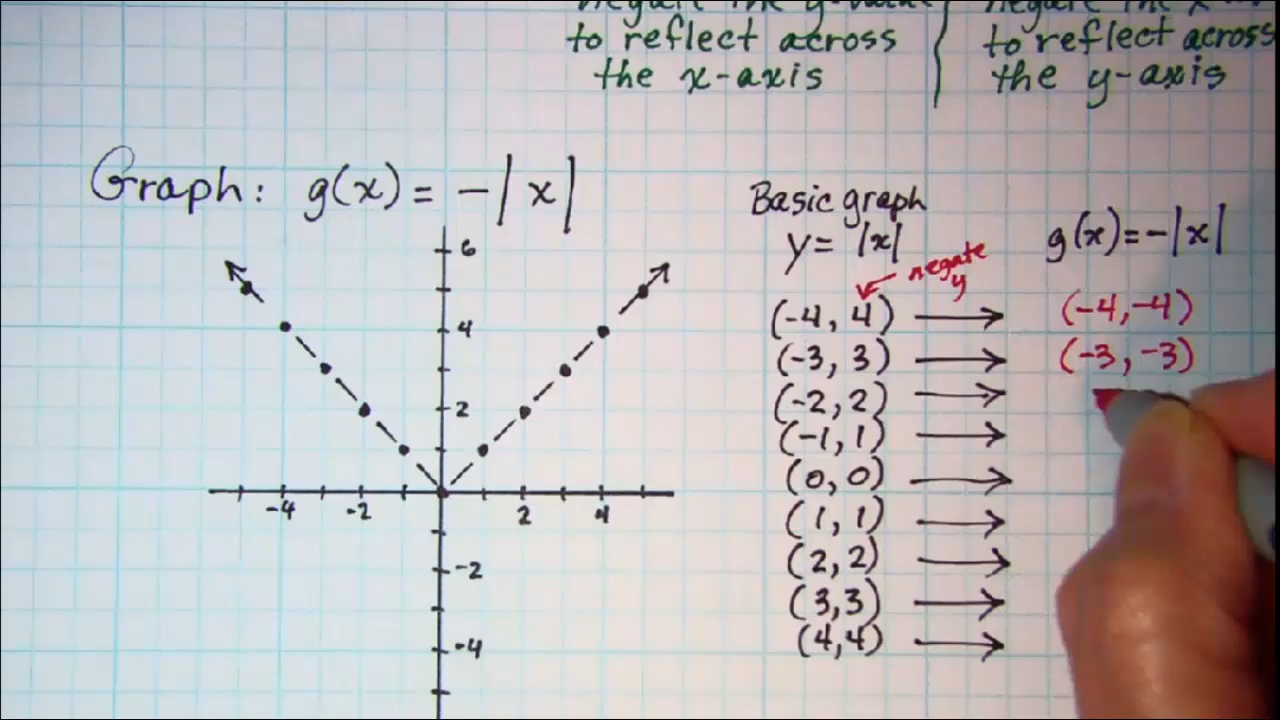 to reflect across
the x-axis
to reflect across
the y-axis
Graph: g(x) = -|x|
Basic graph
y = |x|
g(x) = -|x|
negate
y
(-4, 4) → (-4, -4)
(-3, 3) → (-3, -3)
(-2, 2) →
(-1, 1) →
(0, 0) →
(1, 1) →
(2, 2) →
(3, 3) →
(4, 4) →
6
4
2
-4 -2 2 4
-2
-4